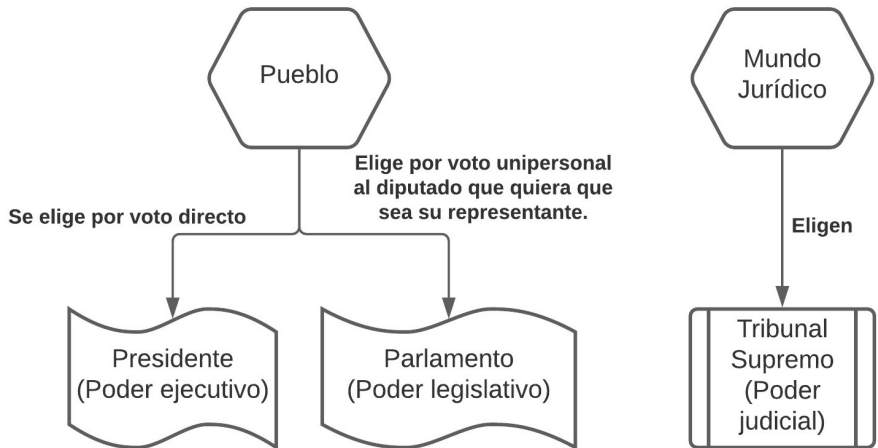 Pueblo
Mundo
Jurídico
Elige por voto unipersonal
al diputado que quiera que
sea su representante.
Se elige por voto directo
Eligen
Presidente
(Poder ejecutivo)
Parlamento
(Poder legislativo)
Tribunal
Supremo
(Poder
judicial)